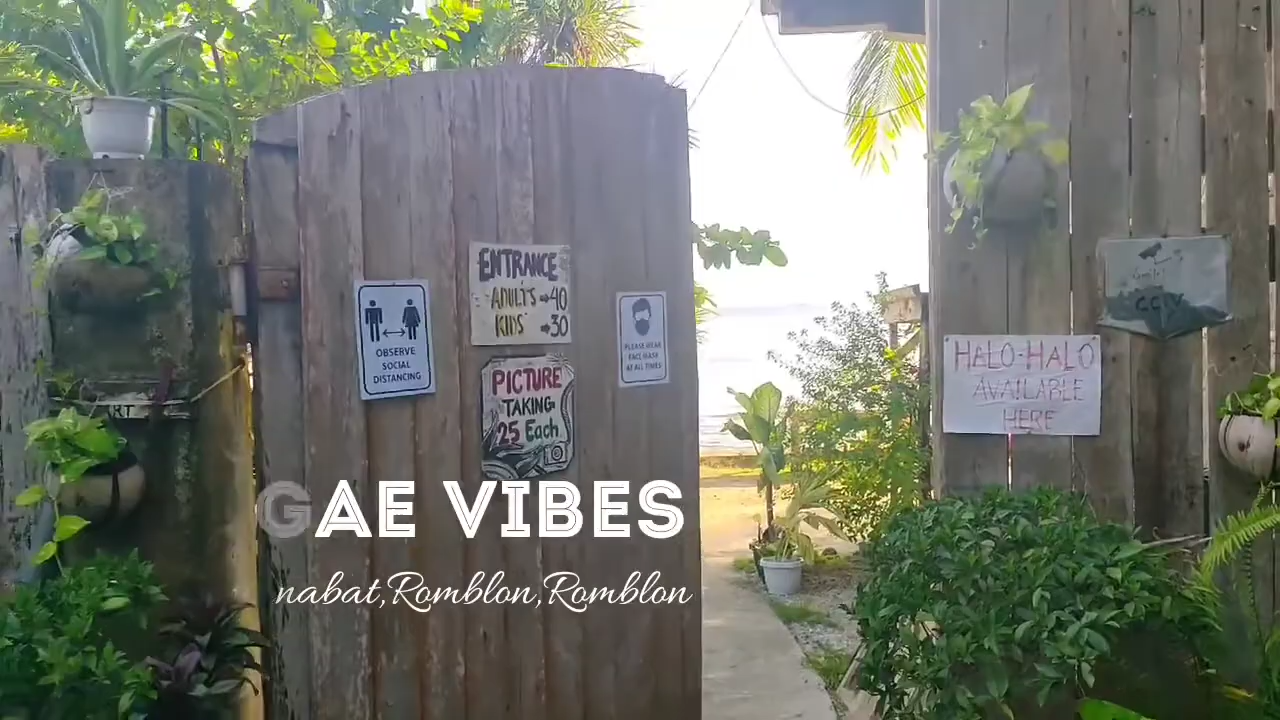 ENTRANCE
ADULTS 40
KIDS 30
OBSERVE
SOCIAL
DISTANCING
PLEASE WEAR
FACE MASK
AT ALL TIMES
PICTURE
TAKING
25 Each
HALO-HALO
AVAILABLE
HERE
CCTV
GAE VIBES
nabat,Romblon,Romblon